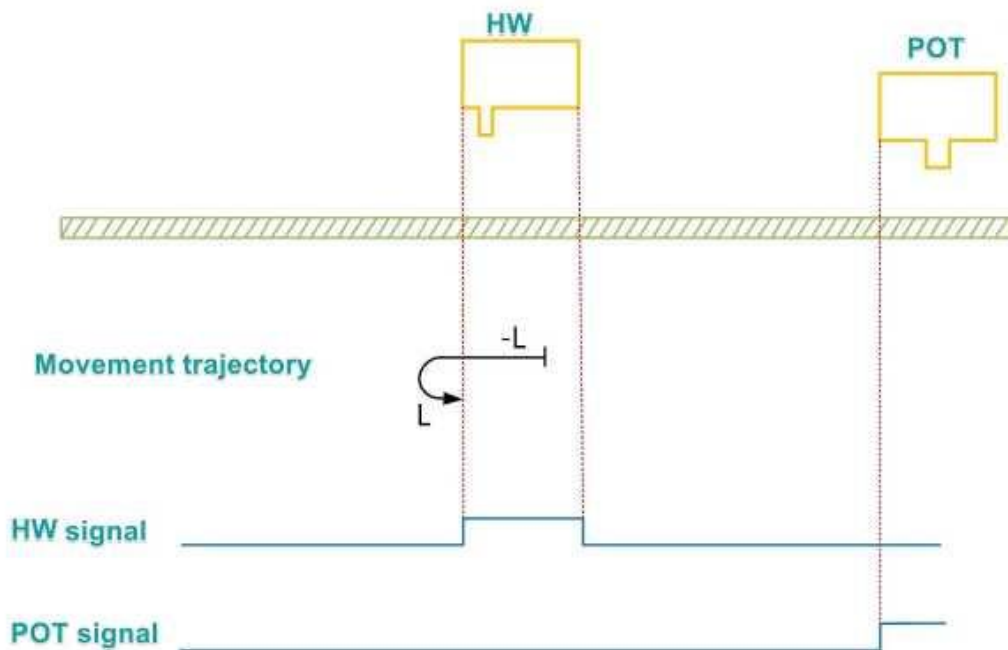 HW
POT
-L
Movement trajectory
L
HW signal
POT signal